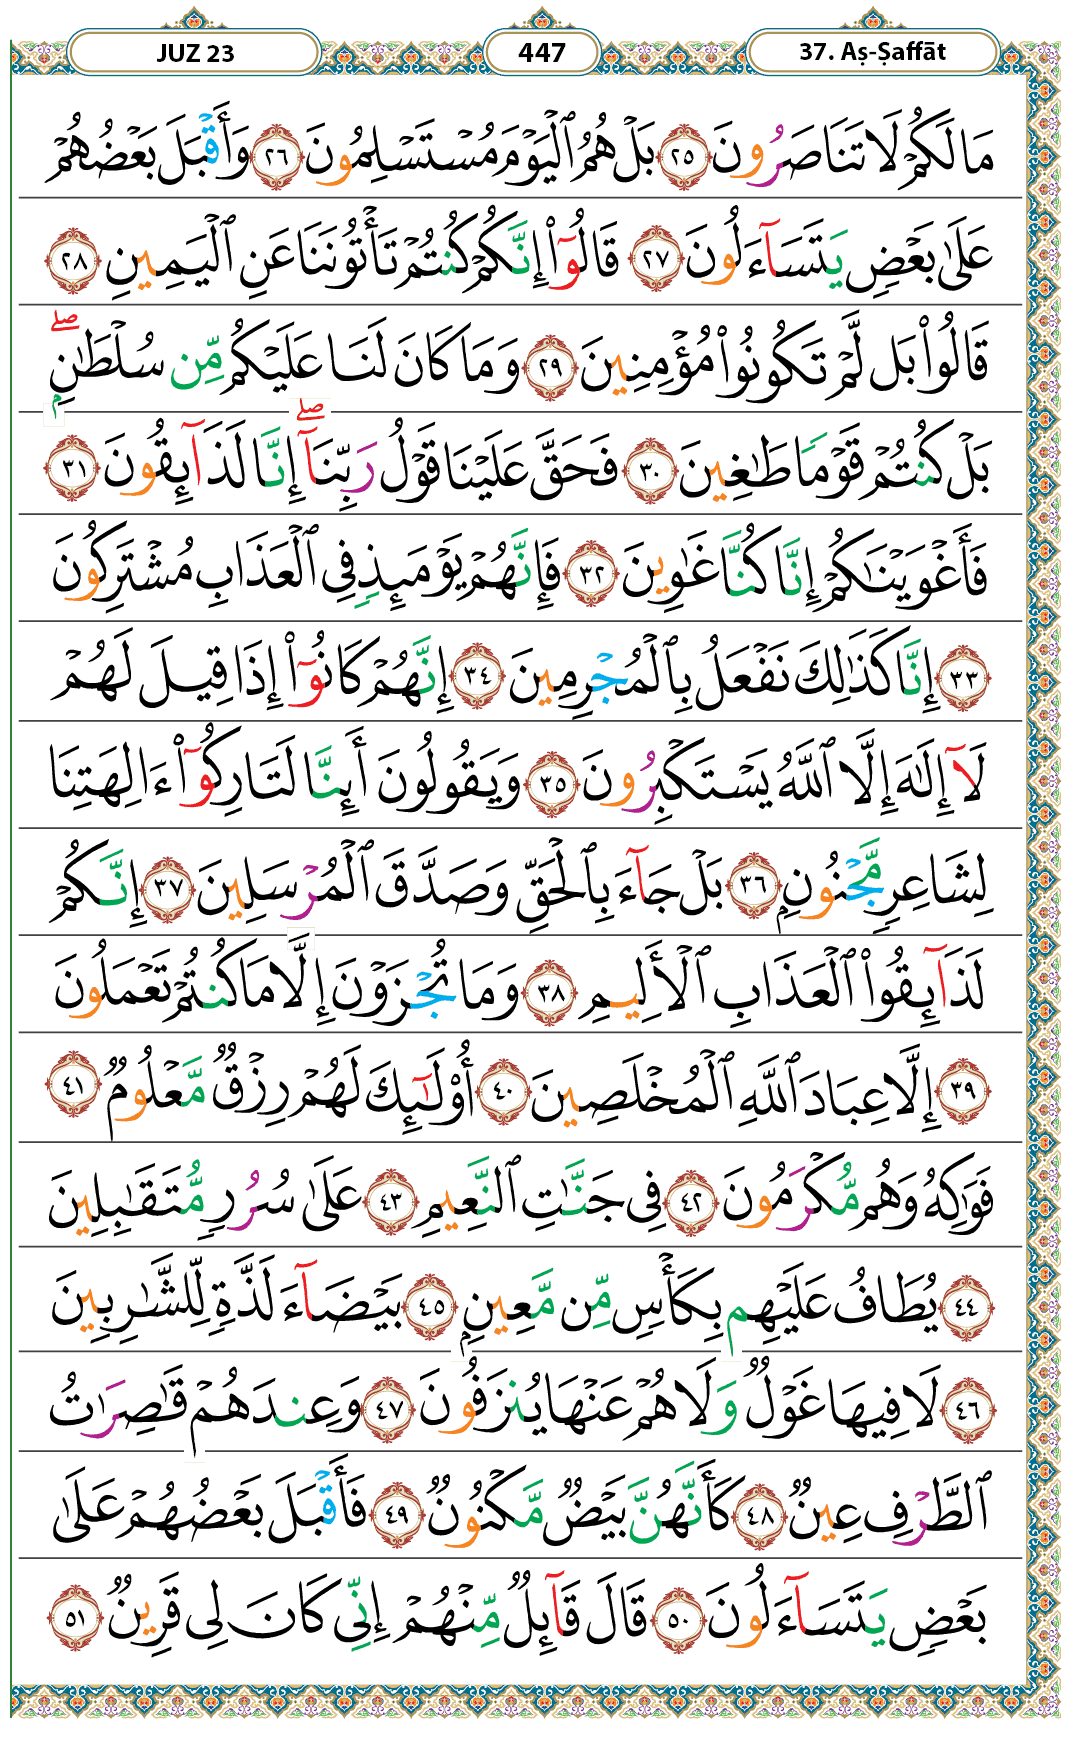 JUZ 23
447
37. Aṣ-Ṣaffāt
مَا لَكُمْ لَا تَنَاصَرُونَ ٢٥ بَلْ هُمُ ٱلْيَوْمَ مُسْتَسْلِمُونَ ٢٦ وَأَقْبَلَ بَعْضُهُمْ
عَلَىٰ بَعْضٍ يَتَسَآءَلُونَ ٢٧ قَالُوٓا۟ إِنَّكُمْ كُنتُمْ تَأْتُونَنَا عَنِ ٱلْيَمِينِ ٢٨
قَالُوا۟ بَل لَّمْ تَكُونُوا۟ مُؤْمِنِينَ ٢٩ وَمَا كَانَ لَنَا عَلَيْكُم مِّن سُلْطَـٰنٍۭ ۖ
بَلْ كُنتُمْ قَوْمًا طَـٰغِينَ ٣٠ فَحَقَّ عَلَيْنَا قَوْلُ رَبِّنَآ ۖ إِنَّا لَذَآئِقُونَ ٣١
فَأَغْوَيْنَـٰكُمْ إِنَّا كُنَّا غَـٰوِينَ ٣٢ فَإِنَّهُمْ يَوْمَئِذٍ فِى ٱلْعَذَابِ مُشْتَرِكُونَ
٣٣ إِنَّا كَذَٰلِكَ نَفْعَلُ بِٱلْمُجْرِمِينَ ٣٤ إِنَّهُمْ كَانُوٓا۟ إِذَا قِيلَ لَهُمْ
لَآ إِلَـٰهَ إِلَّا ٱللَّهُ يَسْتَكْبِرُونَ ٣٥ وَيَقُولُونَ أَئِنَّا لَتَارِكُوٓا۟ ءَالِهَتِنَا
لِشَاعِرٍ مَّجْنُونٍۭ ٣٦ بَلْ جَآءَ بِٱلْحَقِّ وَصَدَّقَ ٱلْمُرْسَلِينَ ٣٧ إِنَّكُمْ
لَذَآئِقُوا۟ ٱلْعَذَابِ ٱلْأَلِيمِ ٣٨ وَمَا تُجْزَوْنَ إِلَّا مَا كُنتُمْ تَعْمَلُونَ
٣٩ إِلَّا عِبَادَ ٱللَّهِ ٱلْمُخْلَصِينَ ٤٠ أُو۟لَـٰٓئِكَ لَهُمْ رِزْقٌ مَّعْلُومٌ ٤١
فَوَٰكِهُ وَهُم مُّكْرَمُونَ ٤٢ فِى جَنَّـٰتِ ٱلنَّعِيمِ ٤٣ عَلَىٰ سُرُرٍ مُّتَقَـٰبِلِينَ
٤٤ يُطَافُ عَلَيْهِم بِكَأْسٍ مِّن مَّعِينٍۭ ٤٥ بَيْضَآءَ لَذَّةٍ لِّلشَّـٰرِبِينَ
٤٦ لَا فِيهَا غَوْلٌ وَلَا هُمْ عَنْهَا يُنزَفُونَ ٤٧ وَعِندَهُمْ قَـٰصِرَٰتُ
ٱلطَّرْفِ عِينٌ ٤٨ كَأَنَّهُنَّ بَيْضٌ مَّكْنُونٌ ٤٩ فَأَقْبَلَ بَعْضُهُمْ عَلَىٰ
بَعْضٍ يَتَسَآءَلُونَ ٥٠ قَالَ قَآئِلٌ مِّنْهُمْ إِنِّى كَانَ لِى قَرِينٌ ٥١